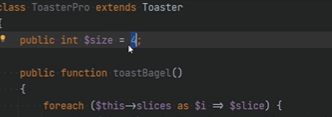 class ToasterPro extends Toaster
{
public int $size = 4;
public function toastBagel()
{
foreach ($this->slices as $i => $slice) {